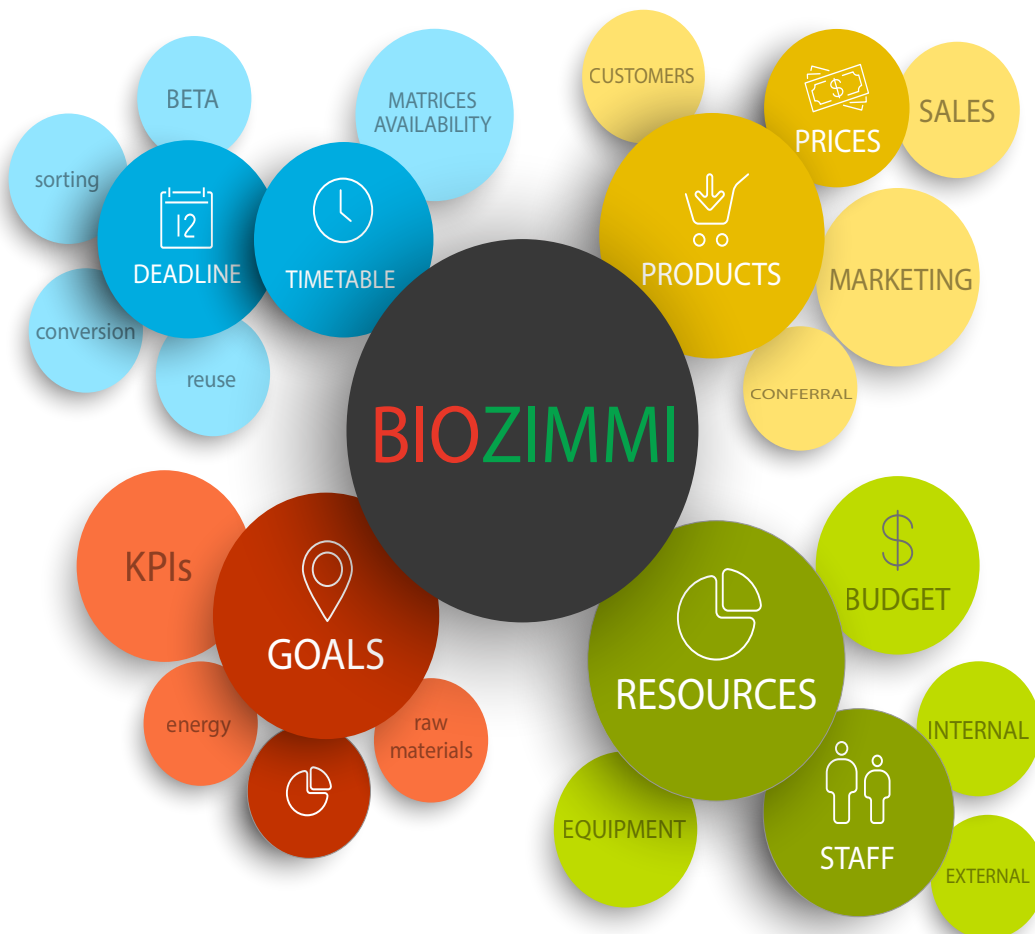 BETA
MATRICES
AVAILABILITY
sorting
12
DEADLINE
TIMETABLE
conversion
reuse
CUSTOMERS
$
PRICES
SALES
PRODUCTS
MARKETING
CONFERRAL
BIOZIMMI
KPIs
GOALS
energy
raw
materials
$
BUDGET
RESOURCES
INTERNAL
EQUIPMENT
STAFF
EXTERNAL